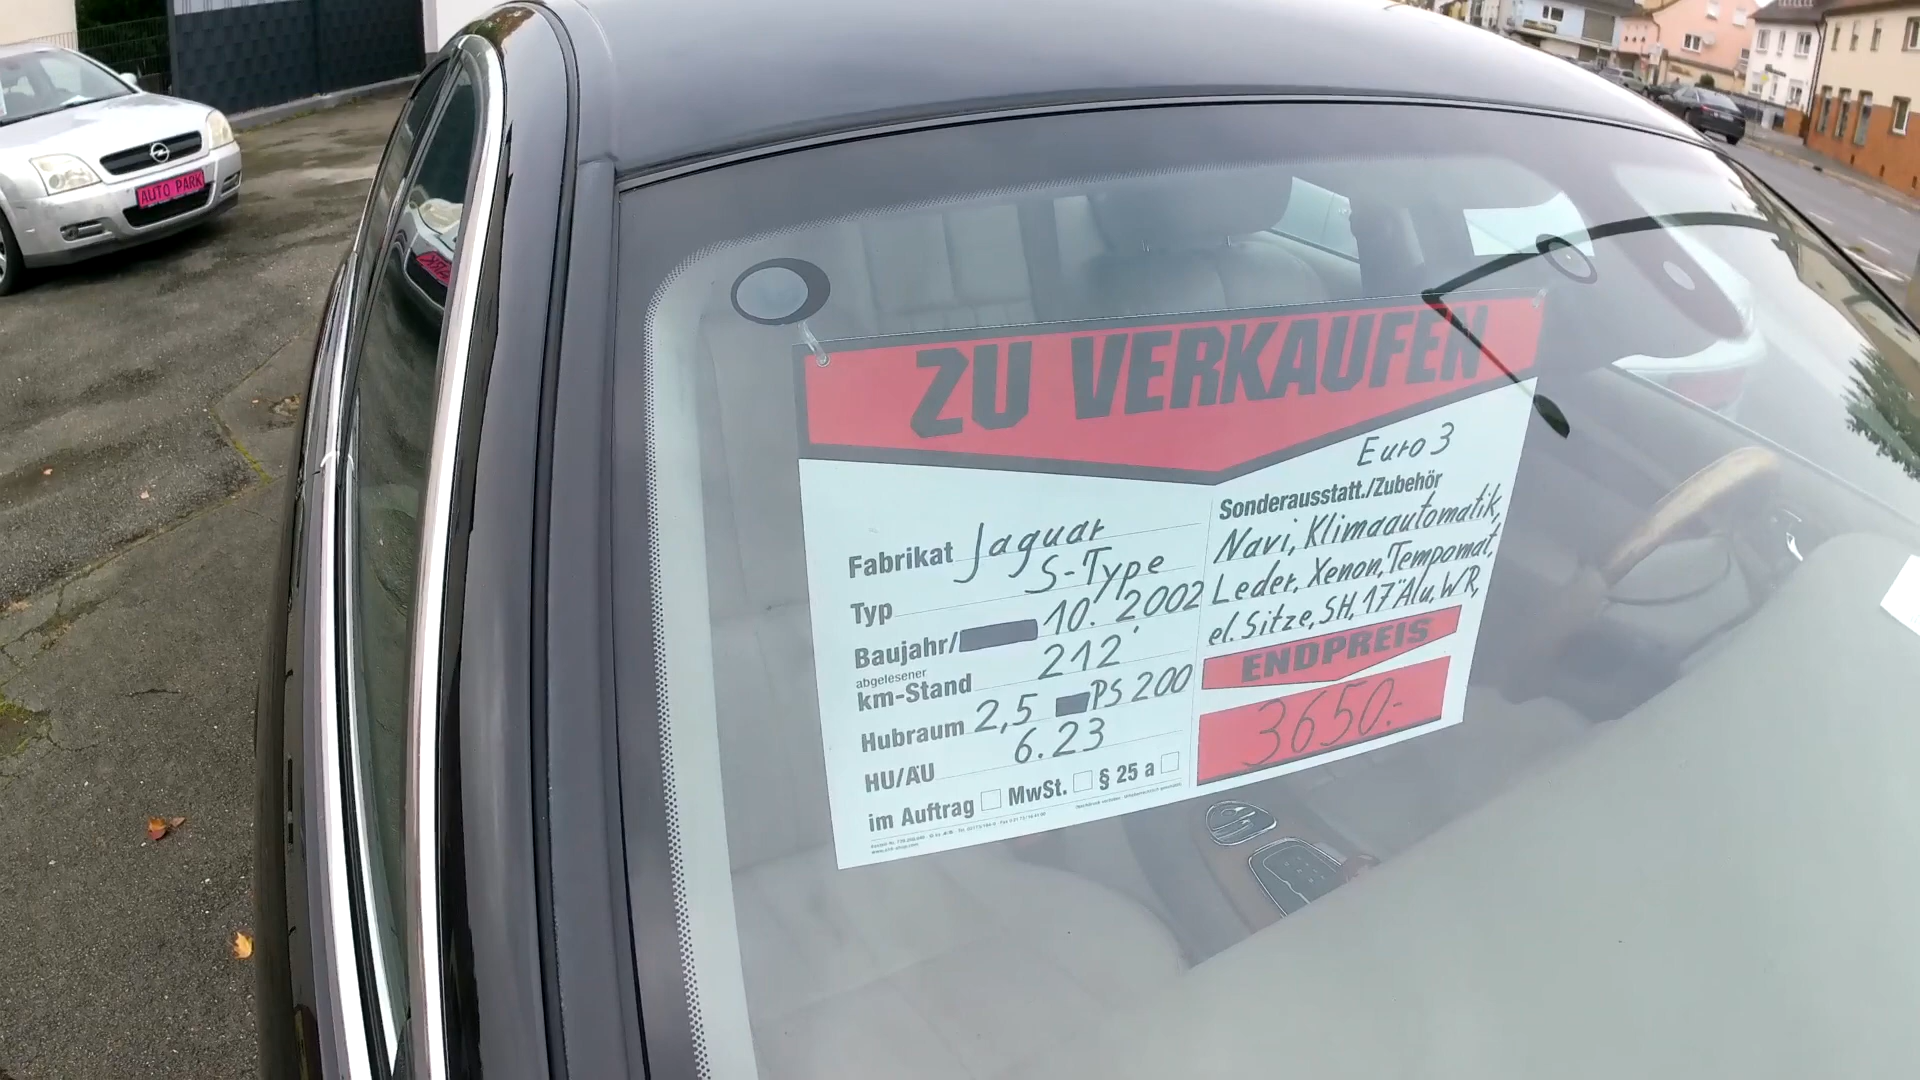 AUTO PARK
ZU VERKAUFEN
Fabrikat Jaguar
Typ S-Type
Baujahr/ 10. 2002
abgelesener
km-Stand 212'
Hubraum 2,5 PS 200
HU/AU 6.23
im Auftrag MwSt. § 25 a
Euro 3
Sonderausstatt./Zubehör
Navi, Klimaautomatik,
Leder, Xenon, Tempomat,
el. Sitze, SH, 17" Alu, WR,
ENDPREIS
3650.-